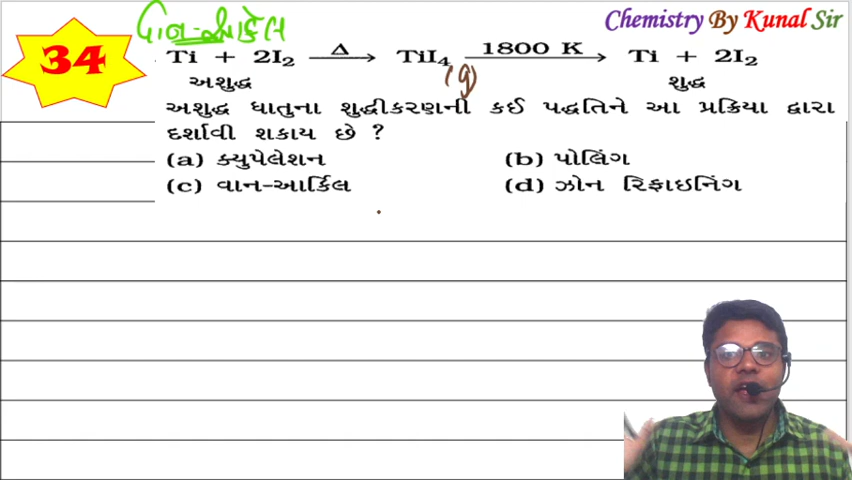 વાન-આર્કેલ
Chemistry By Kunal Sir
34
Ti + 2I₂ —Δ→ TiI₄ (g) —1800 K→ Ti + 2I₂
અશુદ્ધ શુદ્ધ
અશુદ્ધ ધાતુના શુદ્ધીકરણની કઈ પદ્ધતિને આ પ્રક્રિયા દ્વારા
દર્શાવી શકાય છે ?
(a) ક્યુપેલેશન (b) પોલિંગ
(c) વાન-આર્કિલ (d) ઝોન રિફાઇનિંગ